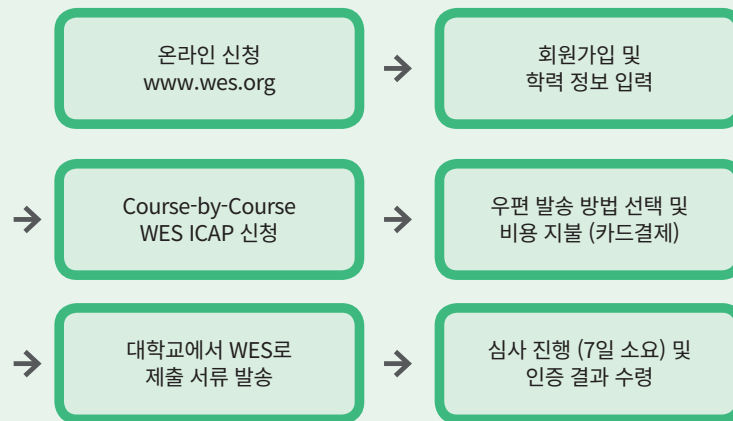 온라인 신청
www.wes.org
회원가입 및
학력 정보 입력
Course-by-Course
WES ICAP 신청
우편 발송 방법 선택 및
비용 지불 (카드결제)
대학교에서 WES로
제출 서류 발송
심사 진행 (7일 소요) 및
인증 결과 수령